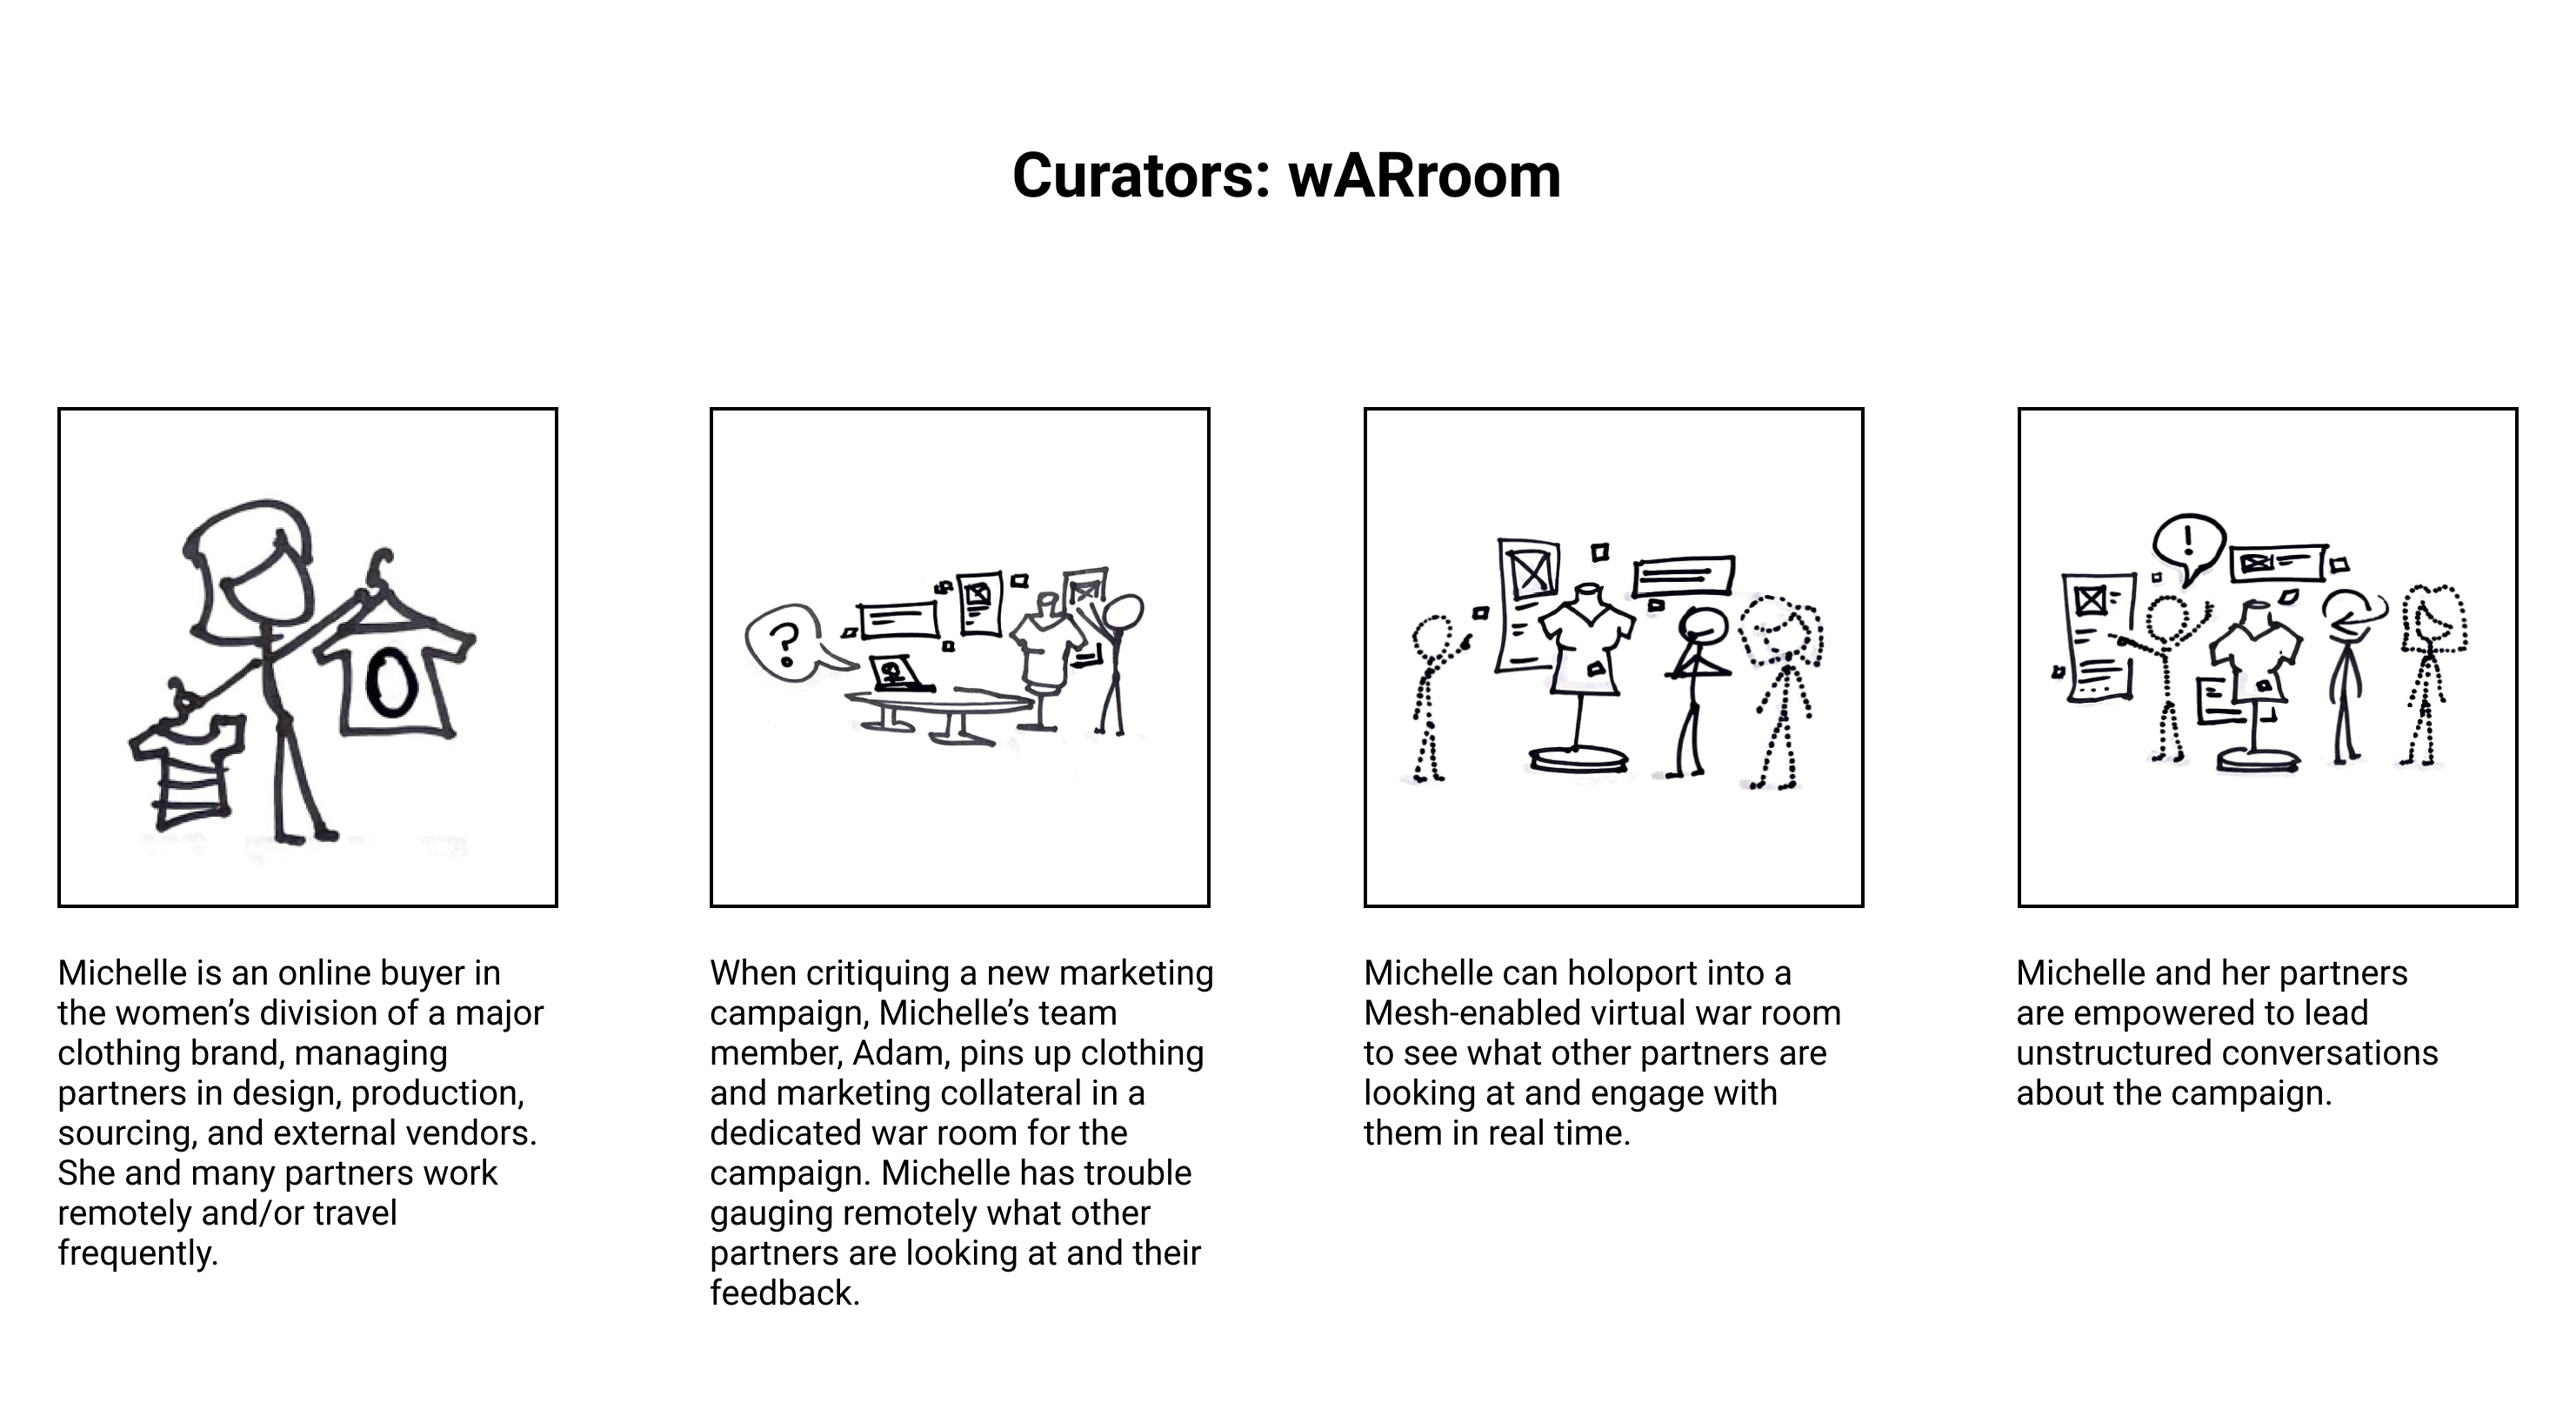 Curators: wARroom
?
!
Michelle is an online buyer in
the women’s division of a major
clothing brand, managing
partners in design, production,
sourcing, and external vendors.
She and many partners work
remotely and/or travel
frequently.
When critiquing a new marketing
campaign, Michelle’s team
member, Adam, pins up clothing
and marketing collateral in a
dedicated war room for the
campaign. Michelle has trouble
gauging remotely what other
partners are looking at and their
feedback.
Michelle can holoport into a
Mesh-enabled virtual war room
to see what other partners are
looking at and engage with
them in real time.
Michelle and her partners
are empowered to lead
unstructured conversations
about the campaign.